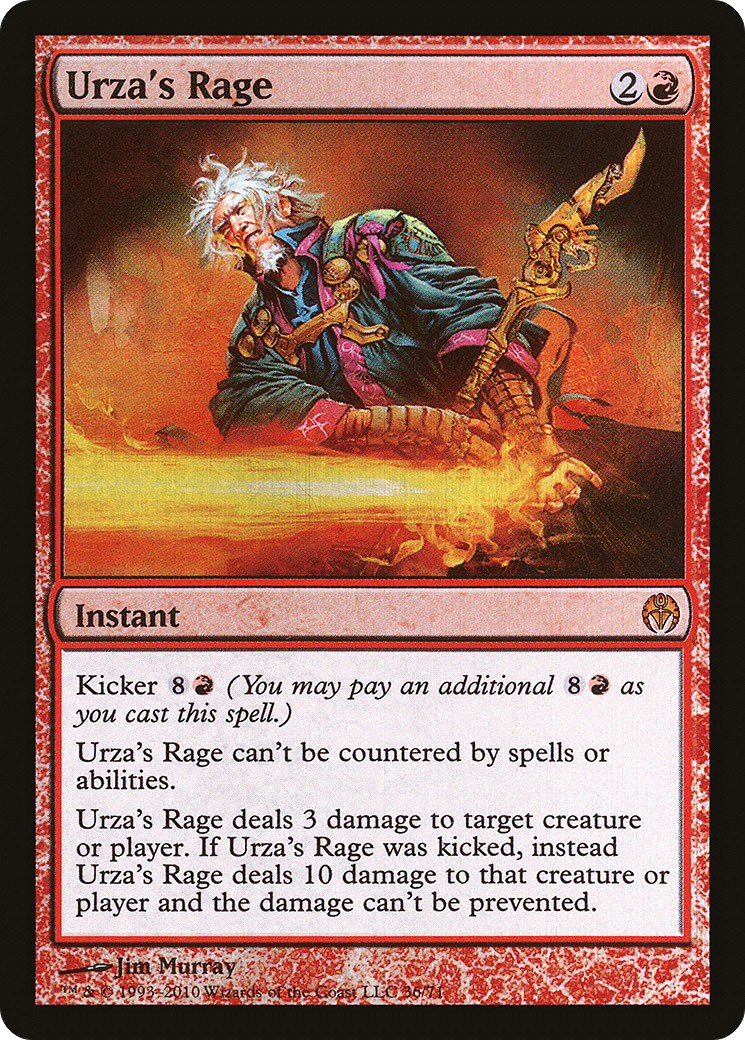 Urza's Rage 2
Instant
Kicker 8 (You may pay an additional 8 as
you cast this spell.)
Urza's Rage can't be countered by spells or
abilities.
Urza's Rage deals 3 damage to target creature
or player. If Urza's Rage was kicked, instead
Urza's Rage deals 10 damage to that creature or
player and the damage can't be prevented.
Jim Murray
™ & © 1993–2010 Wizards of the Coast LLC 36/71